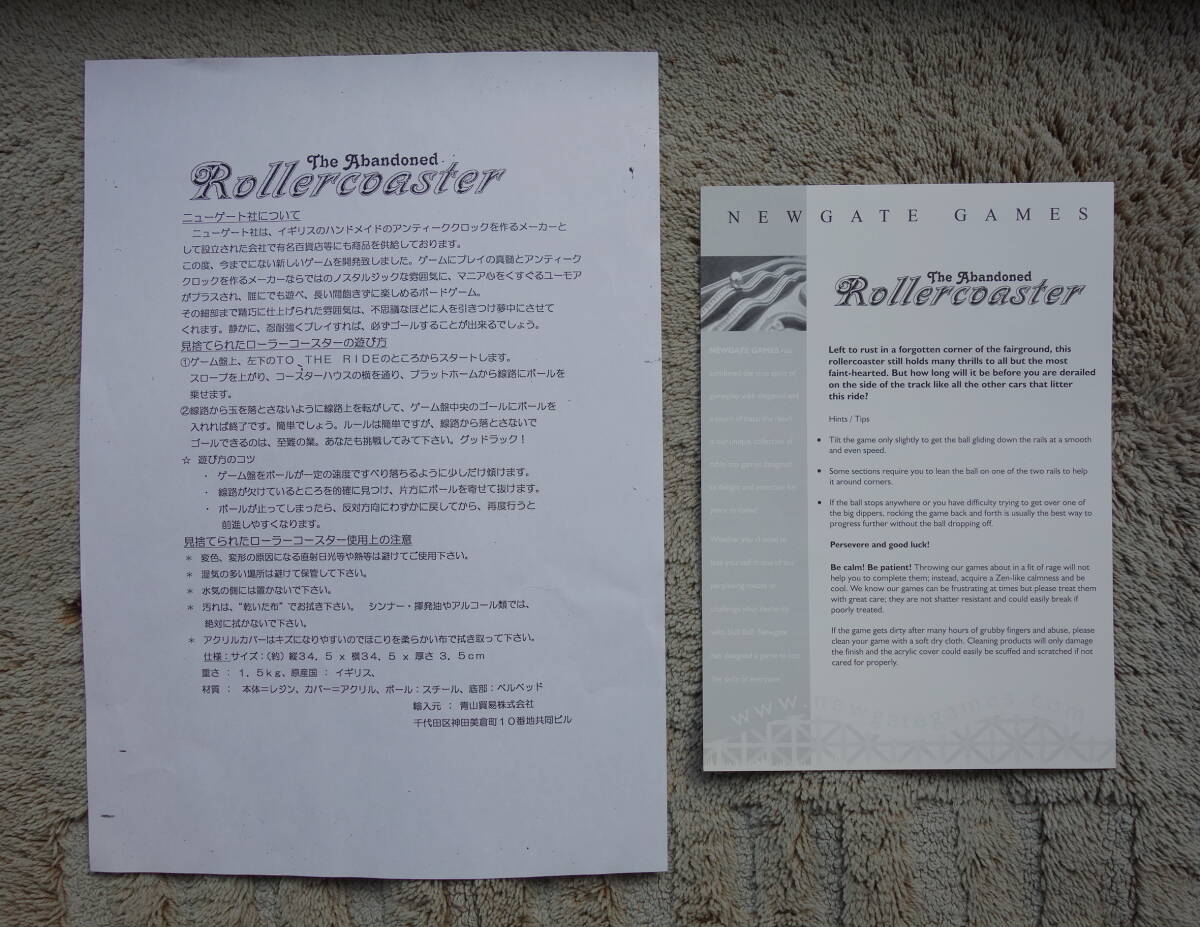 The Abandoned
Rollercoaster
ニューゲート社について
ニューゲート社は、イギリスのハンドメイドのアンティーククロックを作るメーカーと
して設立された会社で有名百貨店等にも商品を供給しております。
この度、今までにない新しいゲームを開発致しました。ゲームにプレイの真髄とアンティーク
クロックを作るメーカーならではのノスタルジックな雰囲気に、マニア心をくすぐるユーモア
がプラスされ、誰にでも遊べ、長い間飽きずに楽しめるボードゲーム。
その細部まで精巧に仕上げられた雰囲気は、不思議なほどに人を引きつけ夢中にさせて
くれます。静かに、忍耐強くプレイすれば、必ずゴールすることが出来るでしょう。
見捨てられたローラーコースターの遊び方
①ゲーム盤上、左下のTO THE RIDEのところからスタートします。
スロープを上がり、コースターハウスの横を通り、プラットホームから線路にボールを
乗せます。
②線路から玉を落とさないように線路上を転がして、ゲーム盤中央のゴールにボールを
入れれば終了です。簡単でしょう。ルールは簡単ですが、線路から落とさないで
ゴールできるのは、至難の業。あなたも挑戦してみて下さい。グッドラック!
☆ 遊び方のコツ
・ ゲーム盤をボールが一定の速度ですべり落ちるように少しだけ傾けます。
・ 線路が欠けているところを的確に見つけ、片方にボールを寄せて抜けます。
・ ボールが止ってしまったら、反対方向にわずかに戻してから、再度行うと
前進しやすくなります。
見捨てられたローラーコースター使用上の注意
＊ 変色、変形の原因になる直射日光等や熱等は避けてご使用下さい。
＊ 湿気の多い場所は避けて保管して下さい。
＊ 水気の側には置かないで下さい。
＊ 汚れは、“乾いた布”でお拭き下さい。 シンナー・揮発油やアルコール類では、
絶対に拭かないで下さい。
＊ アクリルカバーはキズになりやすいのでほこりを柔らかい布で拭き取って下さい。
仕様：サイズ：(約) 縦34.5 x 横34.5 x 厚さ 3.5cm
重さ ： 1.5kg、原産国 ： イギリス、
材質 ： 本体＝レジン、カバー＝アクリル、ボール：スチール、底部：ベルベッド
輸入元 ： 青山貿易株式会社
千代田区神田美倉町10番地共同ビル
NEWGATE GAMES
The Abandoned
Rollercoaster
Left to rust in a forgotten corner of the fairground, this
rollercoaster still holds many thrills to all but the most
faint-hearted. But how long will it be before you are derailed
on the side of the track like all the other cars that litter
this ride?
Hints / Tips
• Tilt the game only slightly to get the ball gliding down the rails at a smooth
and even speed.
• Some sections require you to lean the ball on one of the two rails to help
it around corners.
• If the ball stops anywhere or you have difficulty trying to get over one of
the big dippers, rocking the game back and forth is usually the best way to
progress further without the ball dropping off.
Persevere and good luck!
Be calm! Be patient! Throwing our games about in a fit of rage will not
help you to complete them; instead, acquire a Zen-like calmness and be
cool. We know our games can be frustrating at times but please treat them
with great care; they are not shatter resistant and could easily break if
poorly treated.
If the game gets dirty after many hours of grubby fingers and abuse, please
clean your game with a soft dry cloth. Cleaning products will only damage
the finish and the acrylic cover could easily be scuffed and scratched if not
cared for properly.
NEWGATE GAMES